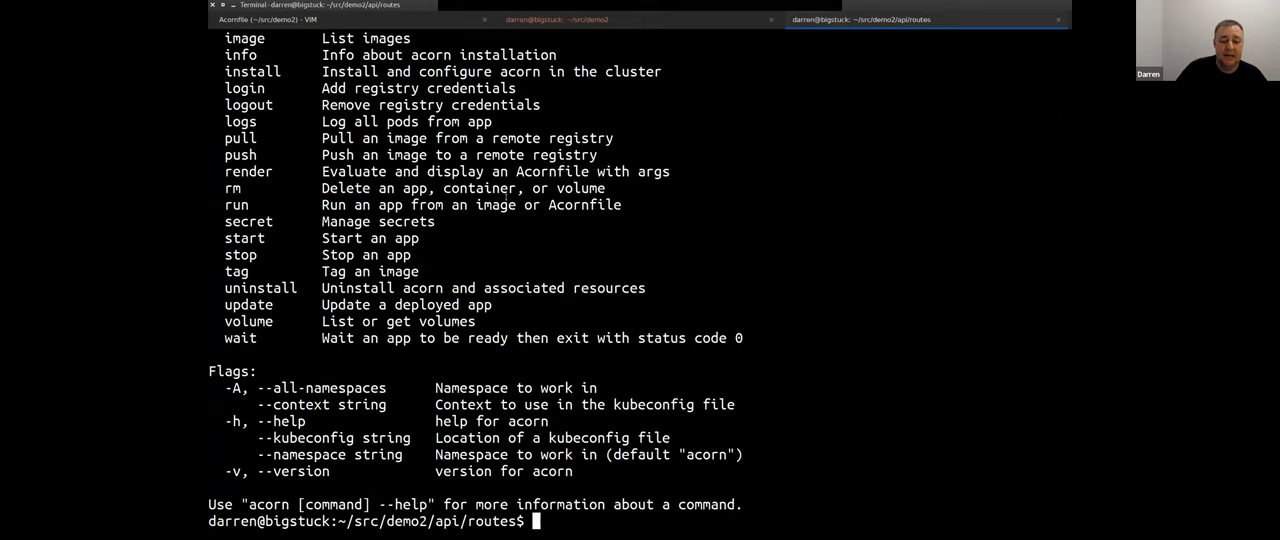 Terminal - darren@bigstuck: ~/src/demo2/api/routes
Acornfile (~/src/demo2) - VIM
darren@bigstuck: ~/src/demo2
darren@bigstuck: ~/src/demo2/api/routes
image List images
info Info about acorn installation
install Install and configure acorn in the cluster
login Add registry credentials
logout Remove registry credentials
logs Log all pods from app
pull Pull an image from a remote registry
push Push an image to a remote registry
render Evaluate and display an Acornfile with args
rm Delete an app, container, or volume
run Run an app from an image or Acornfile
secret Manage secrets
start Start an app
stop Stop an app
tag Tag an image
uninstall Uninstall acorn and associated resources
update Update a deployed app
volume List or get volumes
wait Wait an app to be ready then exit with status code 0
Flags:
-A, --all-namespaces Namespace to work in
--context string Context to use in the kubeconfig file
-h, --help help for acorn
--kubeconfig string Location of a kubeconfig file
--namespace string Namespace to work in (default "acorn")
-v, --version version for acorn
Use "acorn [command] --help" for more information about a command.
darren@bigstuck:~/src/demo2/api/routes$
Darren